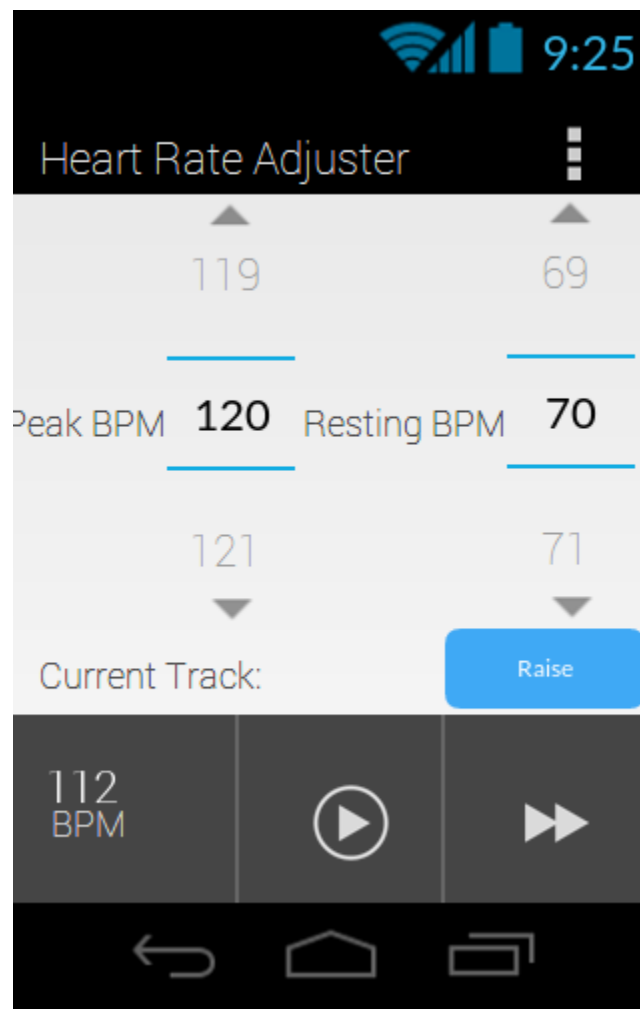 9:25
Heart Rate Adjuster
119 69
Peak BPM 120 Resting BPM 70
121 71
Current Track: Raise
112
BPM